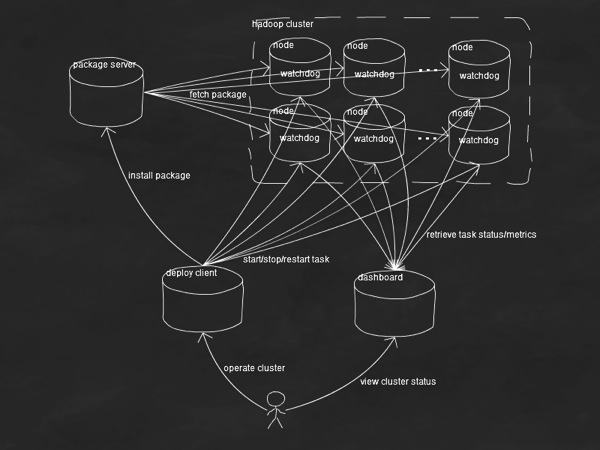 hadoop cluster
node
node
node
package server
watchdog
watchdog
watchdog
fetch package
node
node
node
watchdog
watchdog
watchdog
install package
retrieve task status/metrics
start/stop/restart task
deploy client
dashboard
operate cluster
view cluster status